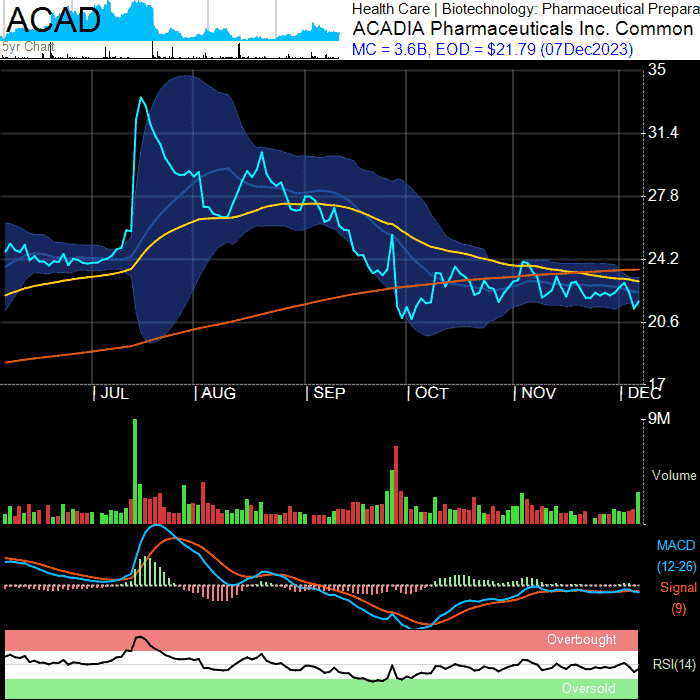 ACAD
5yr Chart
Health Care | Biotechnology: Pharmaceutical Prepara
ACADIA Pharmaceuticals Inc. Common
MC = 3.6B, EOD = $21.79 (07Dec2023)
35
31.4
27.8
24.2
20.6
17
| JUL | AUG | SEP | OCT | NOV | DEC
9M
Volume
MACD
(12-26)
Signal
(9)
Overbought
RSI(14)
Oversold